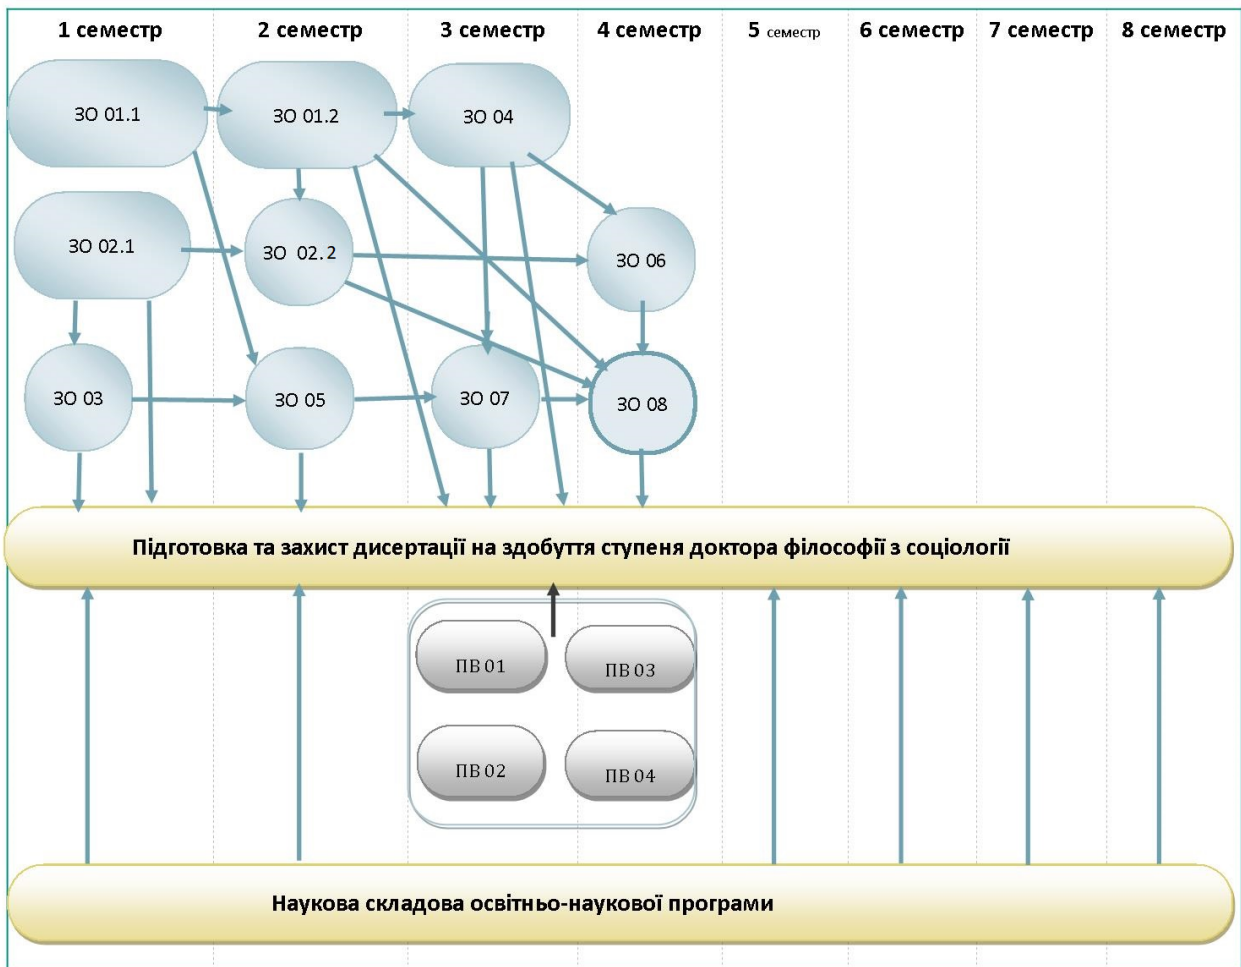 1 семестр
2 семестр
3 семестр
4 семестр
5 семестр
6 семестр
7 семестр
8 семестр
ЗО 01.1
ЗО 01.2
ЗО 04
ЗО 02.1
ЗО 02.2
ЗО 06
ЗО 03
ЗО 05
ЗО 07
ЗО 08
Підготовка та захист дисертації на здобуття ступеня доктора філософії з соціології
ПВ 01
ПВ 03
ПВ 02
ПВ 04
Наукова складова освітньо-наукової програми